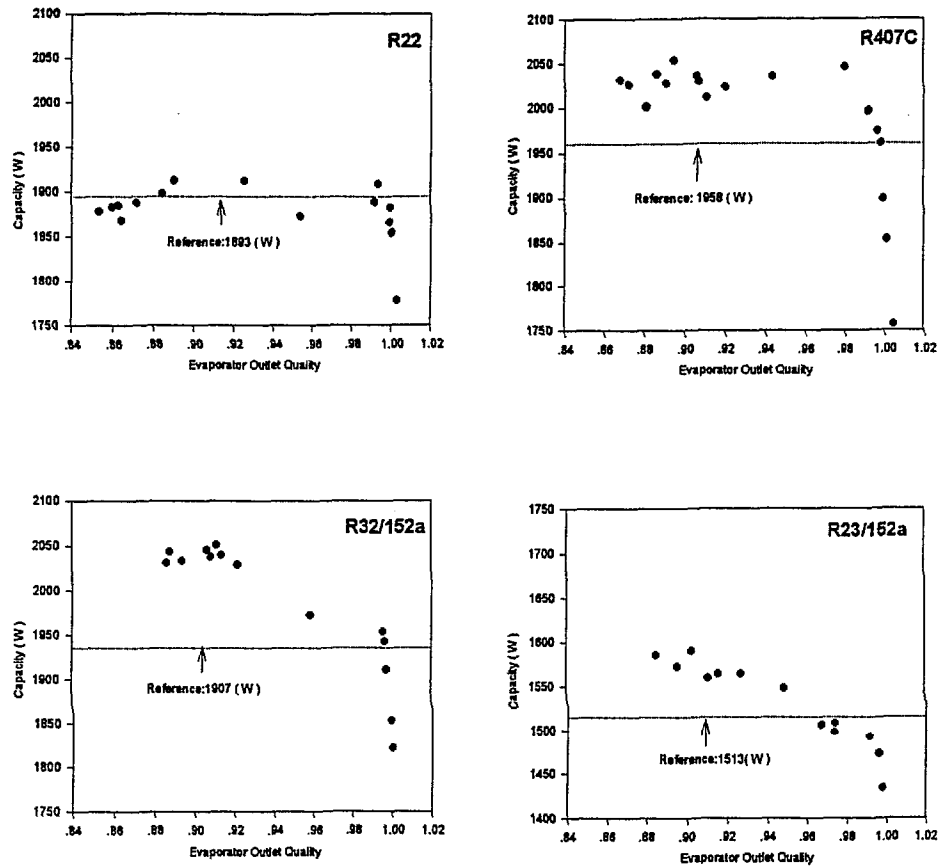 R22
Capacity ( W )
2100
2050
2000
1950
1900
1850
1800
1750
Reference:1893 ( W )
.84 .86 .88 .90 .92 .94 .96 .98 1.00 1.02
Evaporator Outlet Quality
R407C
Capacity ( W )
2100
2050
2000
1950
1900
1850
1800
1750
Reference: 1958 ( W )
.84 .86 .88 .90 .92 .94 .96 .98 1.00 1.02
Evaporator Outlet Quality
R32/152a
Capacity ( W )
2100
2050
2000
1950
1900
1850
1800
1750
Reference:1907 ( W )
.84 .86 .88 .90 .92 .94 .96 .98 1.00 1.02
Evaporator Outlet Quality
R23/152a
Capacity ( W )
1750
1700
1650
1600
1550
1500
1450
1400
Reference:1513( W )
.84 .86 .88 .90 .92 .94 .96 .98 1.00 1.02
Evaporator Outlet Quality